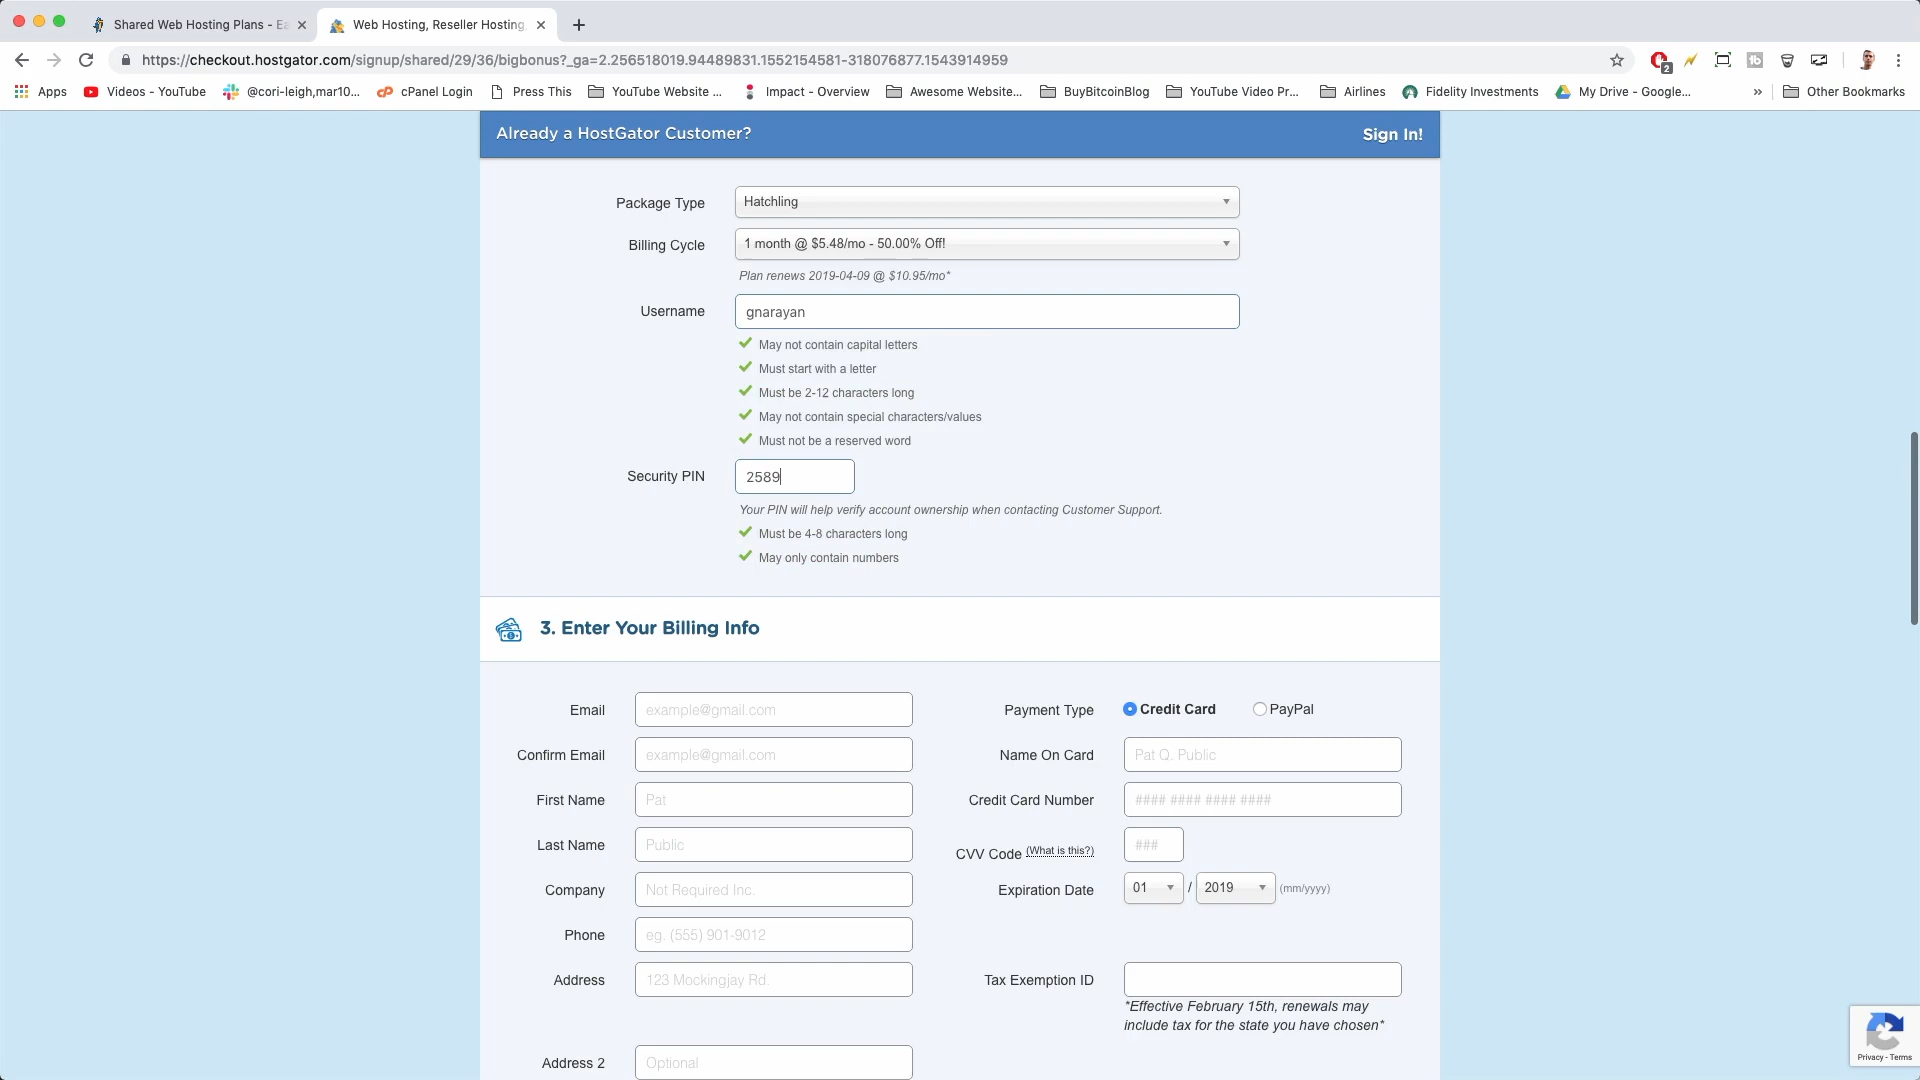 Shared Web Hosting Plans - Ea
Web Hosting, Reseller Hosting,
https://checkout.hostgator.com/signup/shared/29/36/bigbonus?_ga=2.256518019.94489831.1552154581-318076877.1543914959
2
Apps
Videos - YouTube
@cori-leigh,mar10...
cPanel Login
Press This
YouTube Website ...
Impact - Overview
Awesome Website...
BuyBitcoinBlog
YouTube Video Pr...
Airlines
Fidelity Investments
My Drive - Google...
»
Other Bookmarks
Already a HostGator Customer?
Sign In!
Package Type
Hatchling
Billing Cycle
1 month @ $5.48/mo - 50.00% Off!
Plan renews 2019-04-09 @ $10.95/mo*
Username
gnarayan
May not contain capital letters
Must start with a letter
Must be 2-12 characters long
May not contain special characters/values
Must not be a reserved word
Security PIN
2589
Your PIN will help verify account ownership when contacting Customer Support.
Must be 4-8 characters long
May only contain numbers
3. Enter Your Billing Info
Email
example@gmail.com
Confirm Email
example@gmail.com
First Name
Pat
Last Name
Public
Company
Not Required Inc.
Phone
eg. (555) 901-9012
Address
123 Mockingjay Rd.
Address 2
Optional
Payment Type
Credit Card
PayPal
Name On Card
Pat Q. Public
Credit Card Number
#### #### #### ####
CVV Code (What is this?)
###
Expiration Date
01 / 2019 (mm/yyyy)
Tax Exemption ID
*Effective February 15th, renewals may
include tax for the state you have chosen*
Privacy - Terms